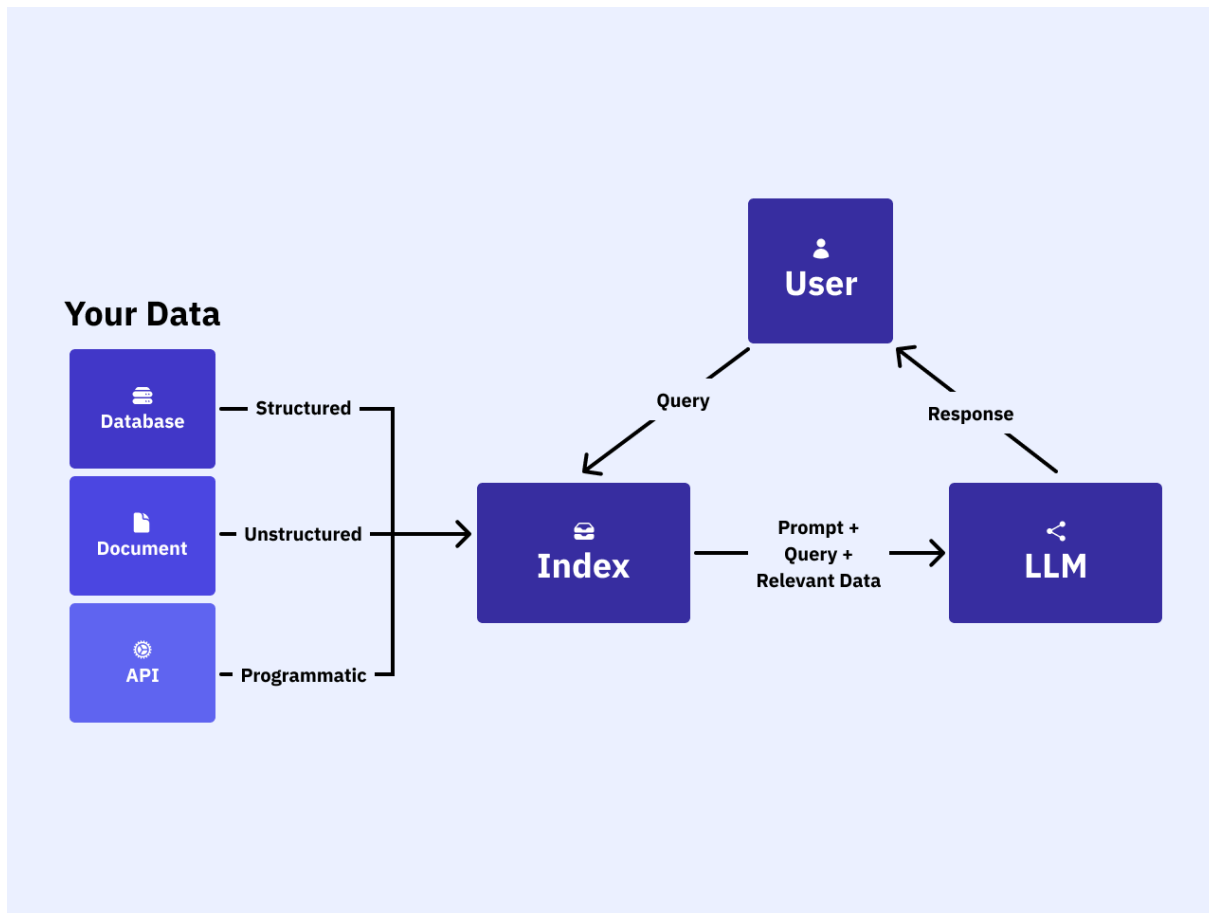 Your Data
Database
Structured
Document
Unstructured
API
Programmatic
User
Query
Response
Index
Prompt +
Query +
Relevant Data
LLM